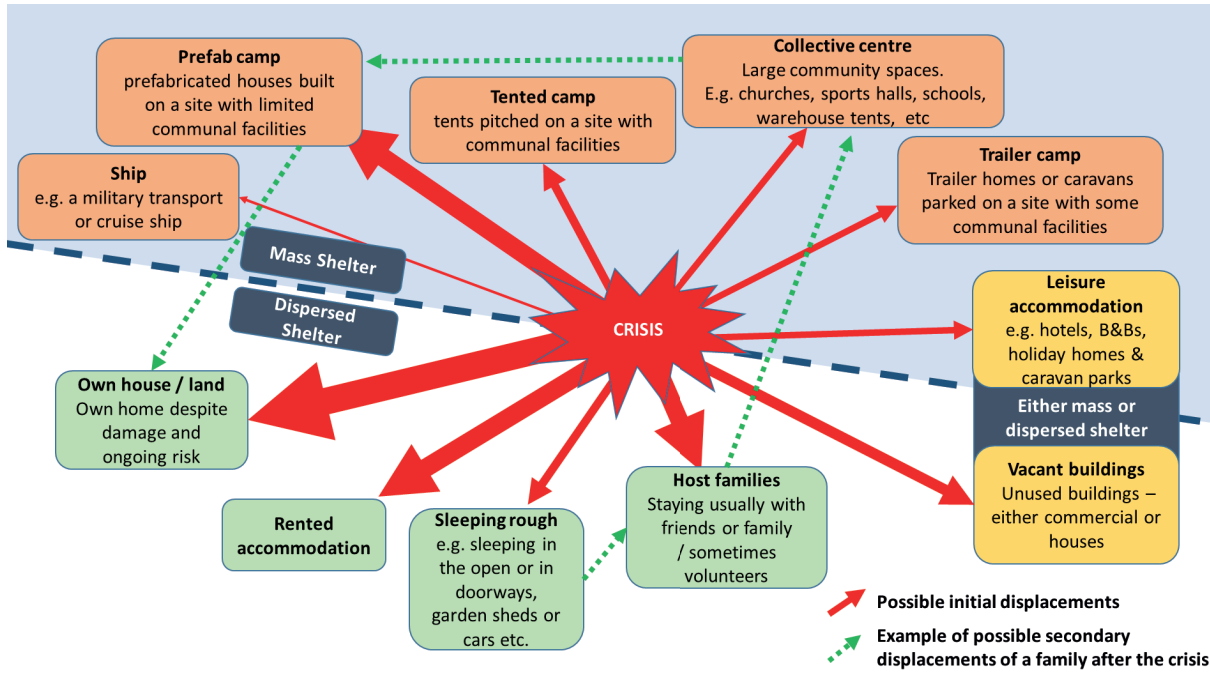 Prefab camp
prefabricated houses built
on a site with limited
communal facilities
Tented camp
tents pitched on a site with
communal facilities
Collective centre
Large community spaces.
E.g. churches, sports halls, schools,
warehouse tents,  etc
Ship
e.g. a military transport
or cruise ship
Trailer camp
Trailer homes or caravans
parked on a site with some
communal facilities
Mass Shelter
Dispersed
Shelter
CRISIS
Leisure
accommodation
e.g. hotels, B&Bs,
holiday homes &
caravan parks
Either mass or
dispersed shelter
Vacant buildings
Unused buildings –
either commercial or
houses
Own house / land
Own home despite
damage and
ongoing risk
Rented
accommodation
Sleeping rough
e.g. sleeping in
the open or in
doorways,
garden sheds or
cars etc.
Host families
Staying usually with
friends or family
/ sometimes
volunteers
Possible initial displacements
Example of possible secondary
displacements of a family after the crisis